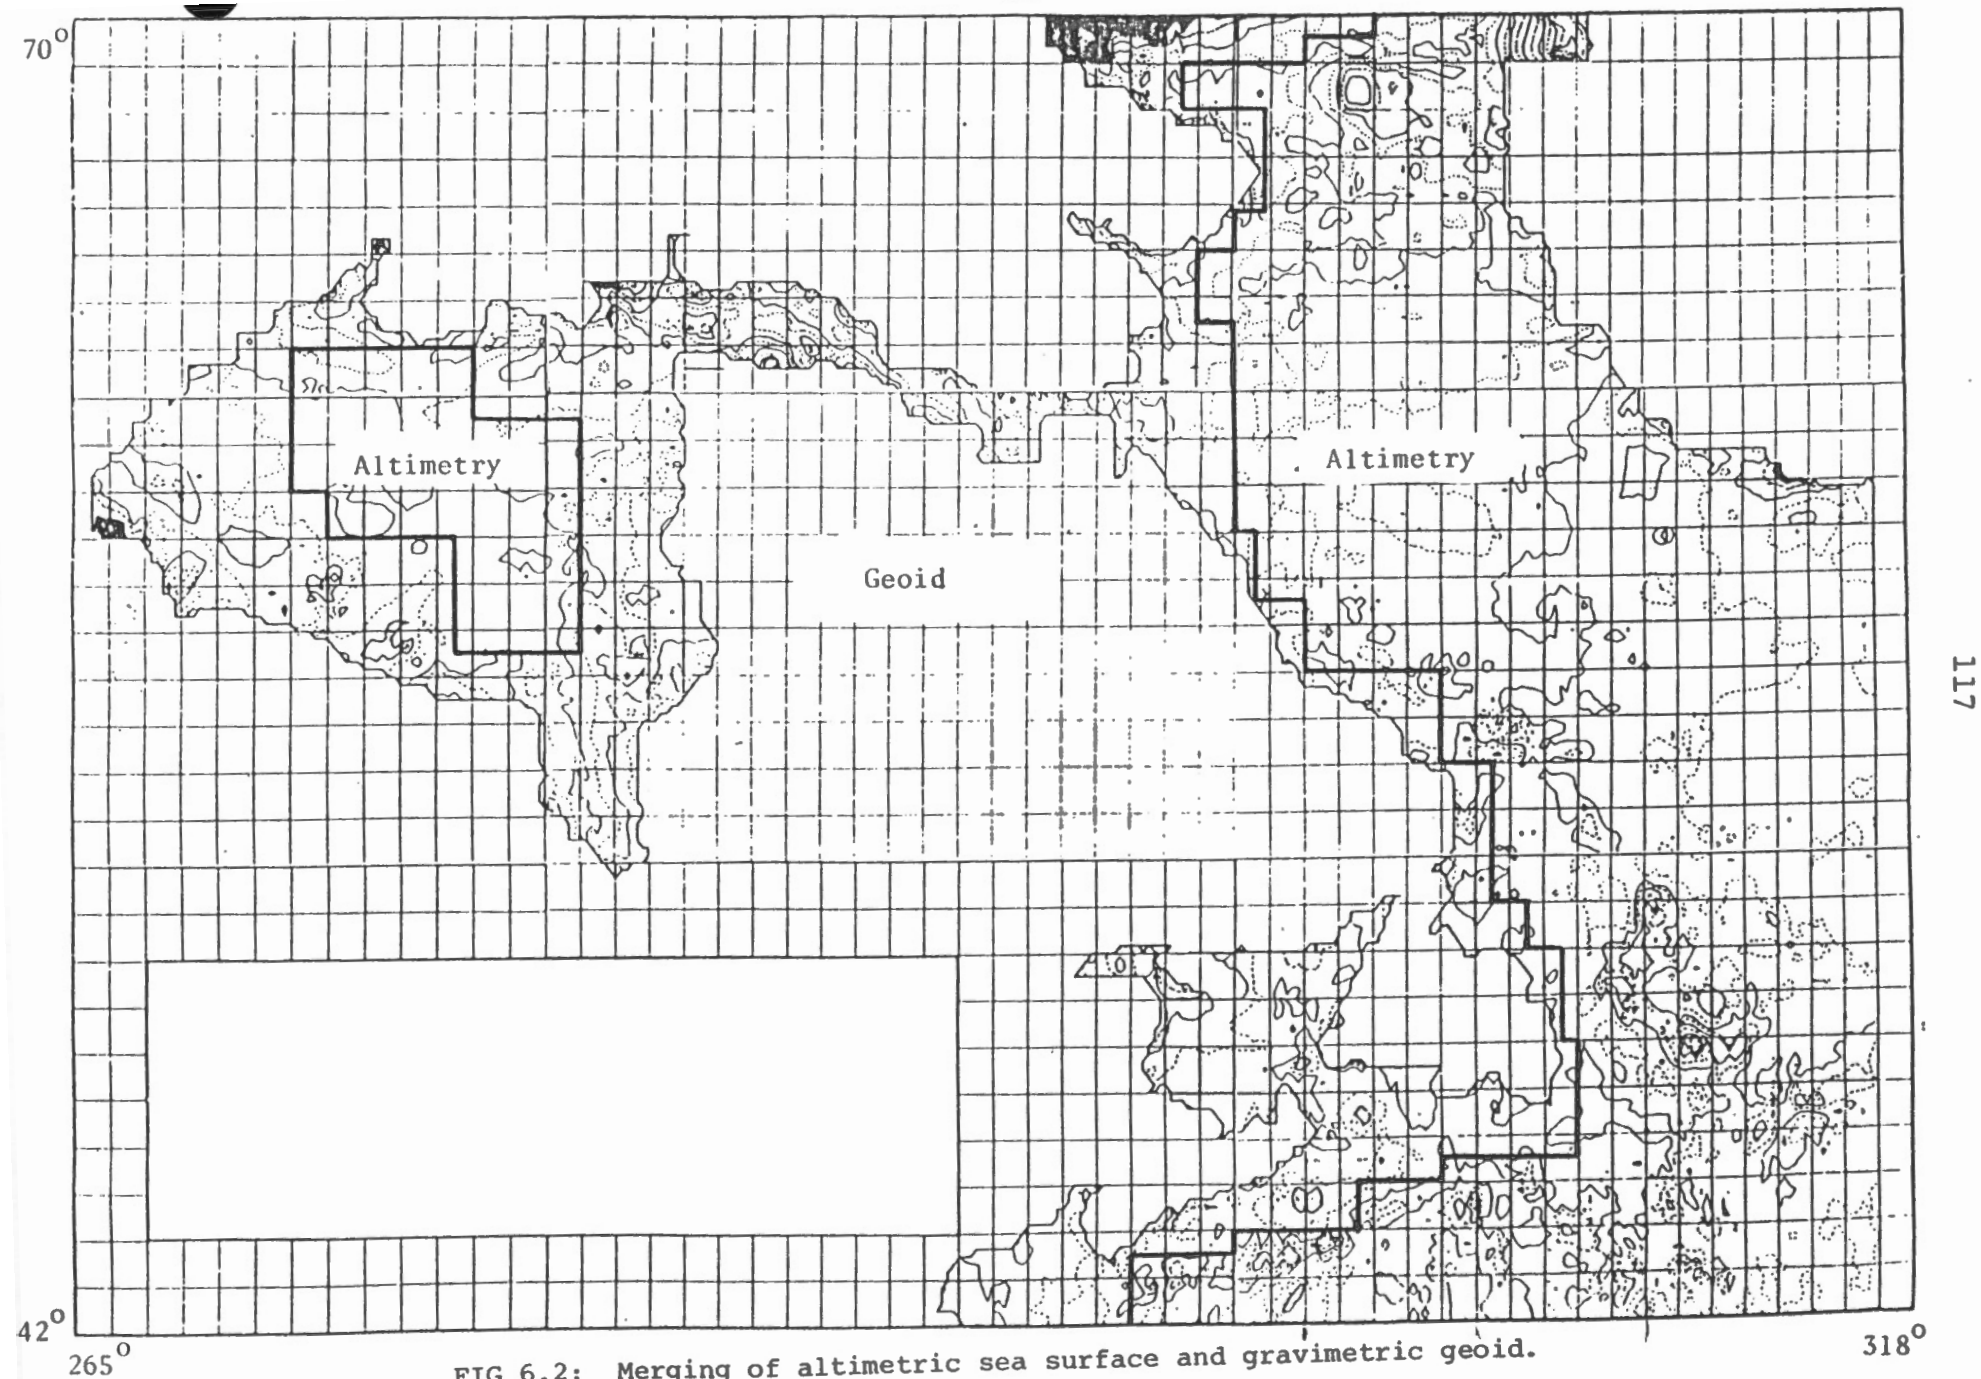 70°
Altimetry
Altimetry
Geoid
117
42°
265°
318°
FIG 6.2: Merging of altimetric sea surface and gravimetric geoid.